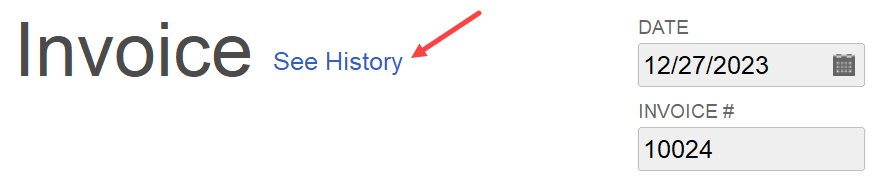 Invoice See History
DATE
12/27/2023
INVOICE #
10024